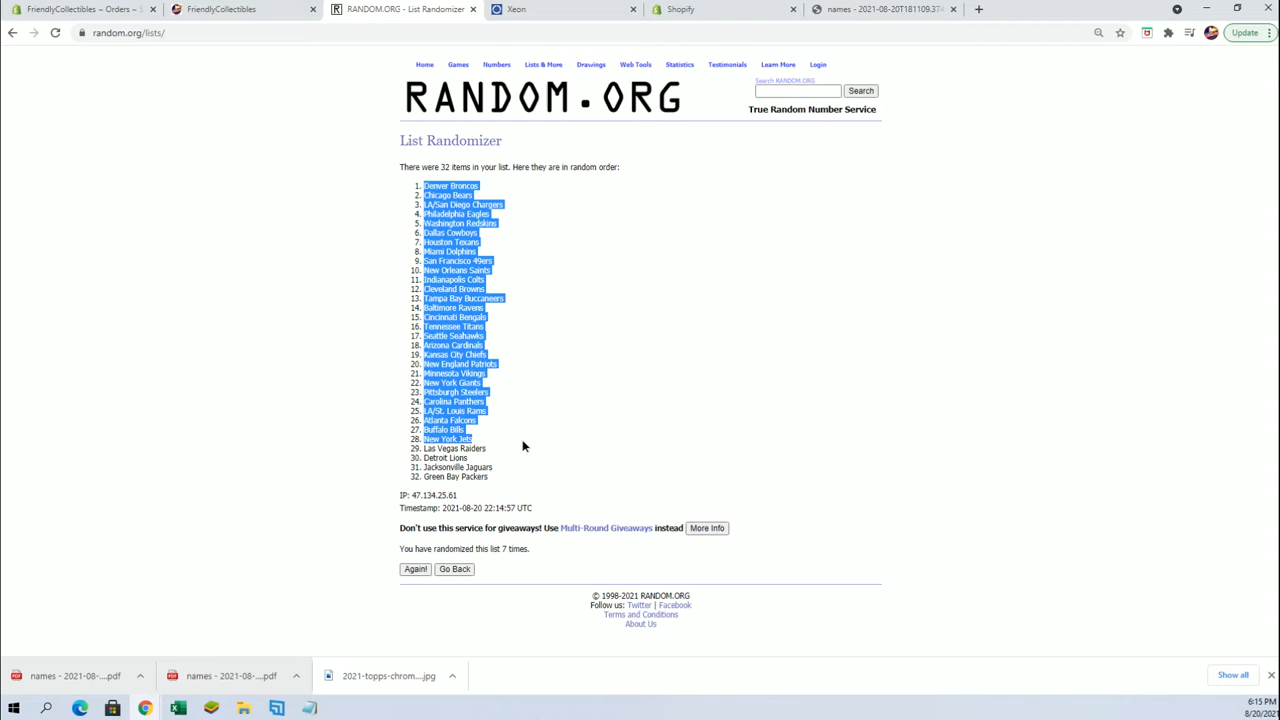 FriendlyCollectibles ~ Orders ~ S
FriendlyCollectibles
RANDOM.ORG - List Randomizer
Xeon
Shopify
names - 2021-08-20T181109.374
random.org/lists/
Update
Home Games Numbers Lists & More Drawings Web Tools Statistics Testimonials Learn More Login
RANDOM.ORG
Search RANDOM.ORG
Search
True Random Number Service
List Randomizer
There were 32 items in your list. Here they are in random order:
1. Denver Broncos
2. Chicago Bears
3. LA/San Diego Chargers
4. Philadelphia Eagles
5. Washington Redskins
6. Dallas Cowboys
7. Houston Texans
8. Miami Dolphins
9. San Francisco 49ers
10. New Orleans Saints
11. Indianapolis Colts
12. Cleveland Browns
13. Tampa Bay Buccaneers
14. Baltimore Ravens
15. Cincinnati Bengals
16. Tennessee Titans
17. Seattle Seahawks
18. Arizona Cardinals
19. Kansas City Chiefs
20. New England Patriots
21. Minnesota Vikings
22. New York Giants
23. Pittsburgh Steelers
24. Carolina Panthers
25. LA/St. Louis Rams
26. Atlanta Falcons
27. Buffalo Bills
28. New York Jets
29. Las Vegas Raiders
30. Detroit Lions
31. Jacksonville Jaguars
32. Green Bay Packers
IP: 47.134.25.61
Timestamp: 2021-08-20 22:14:57 UTC
Don't use this service for giveaways! Use Multi-Round Giveaways instead More Info
You have randomized this list 7 times.
Again! Go Back
© 1998-2021 RANDOM.ORG
Follow us: Twitter | Facebook
Terms and Conditions
About Us
names - 2021-08-....pdf
names - 2021-08-....pdf
2021-topps-chrom....jpg
Show all
6:15 PM
8/20/2021